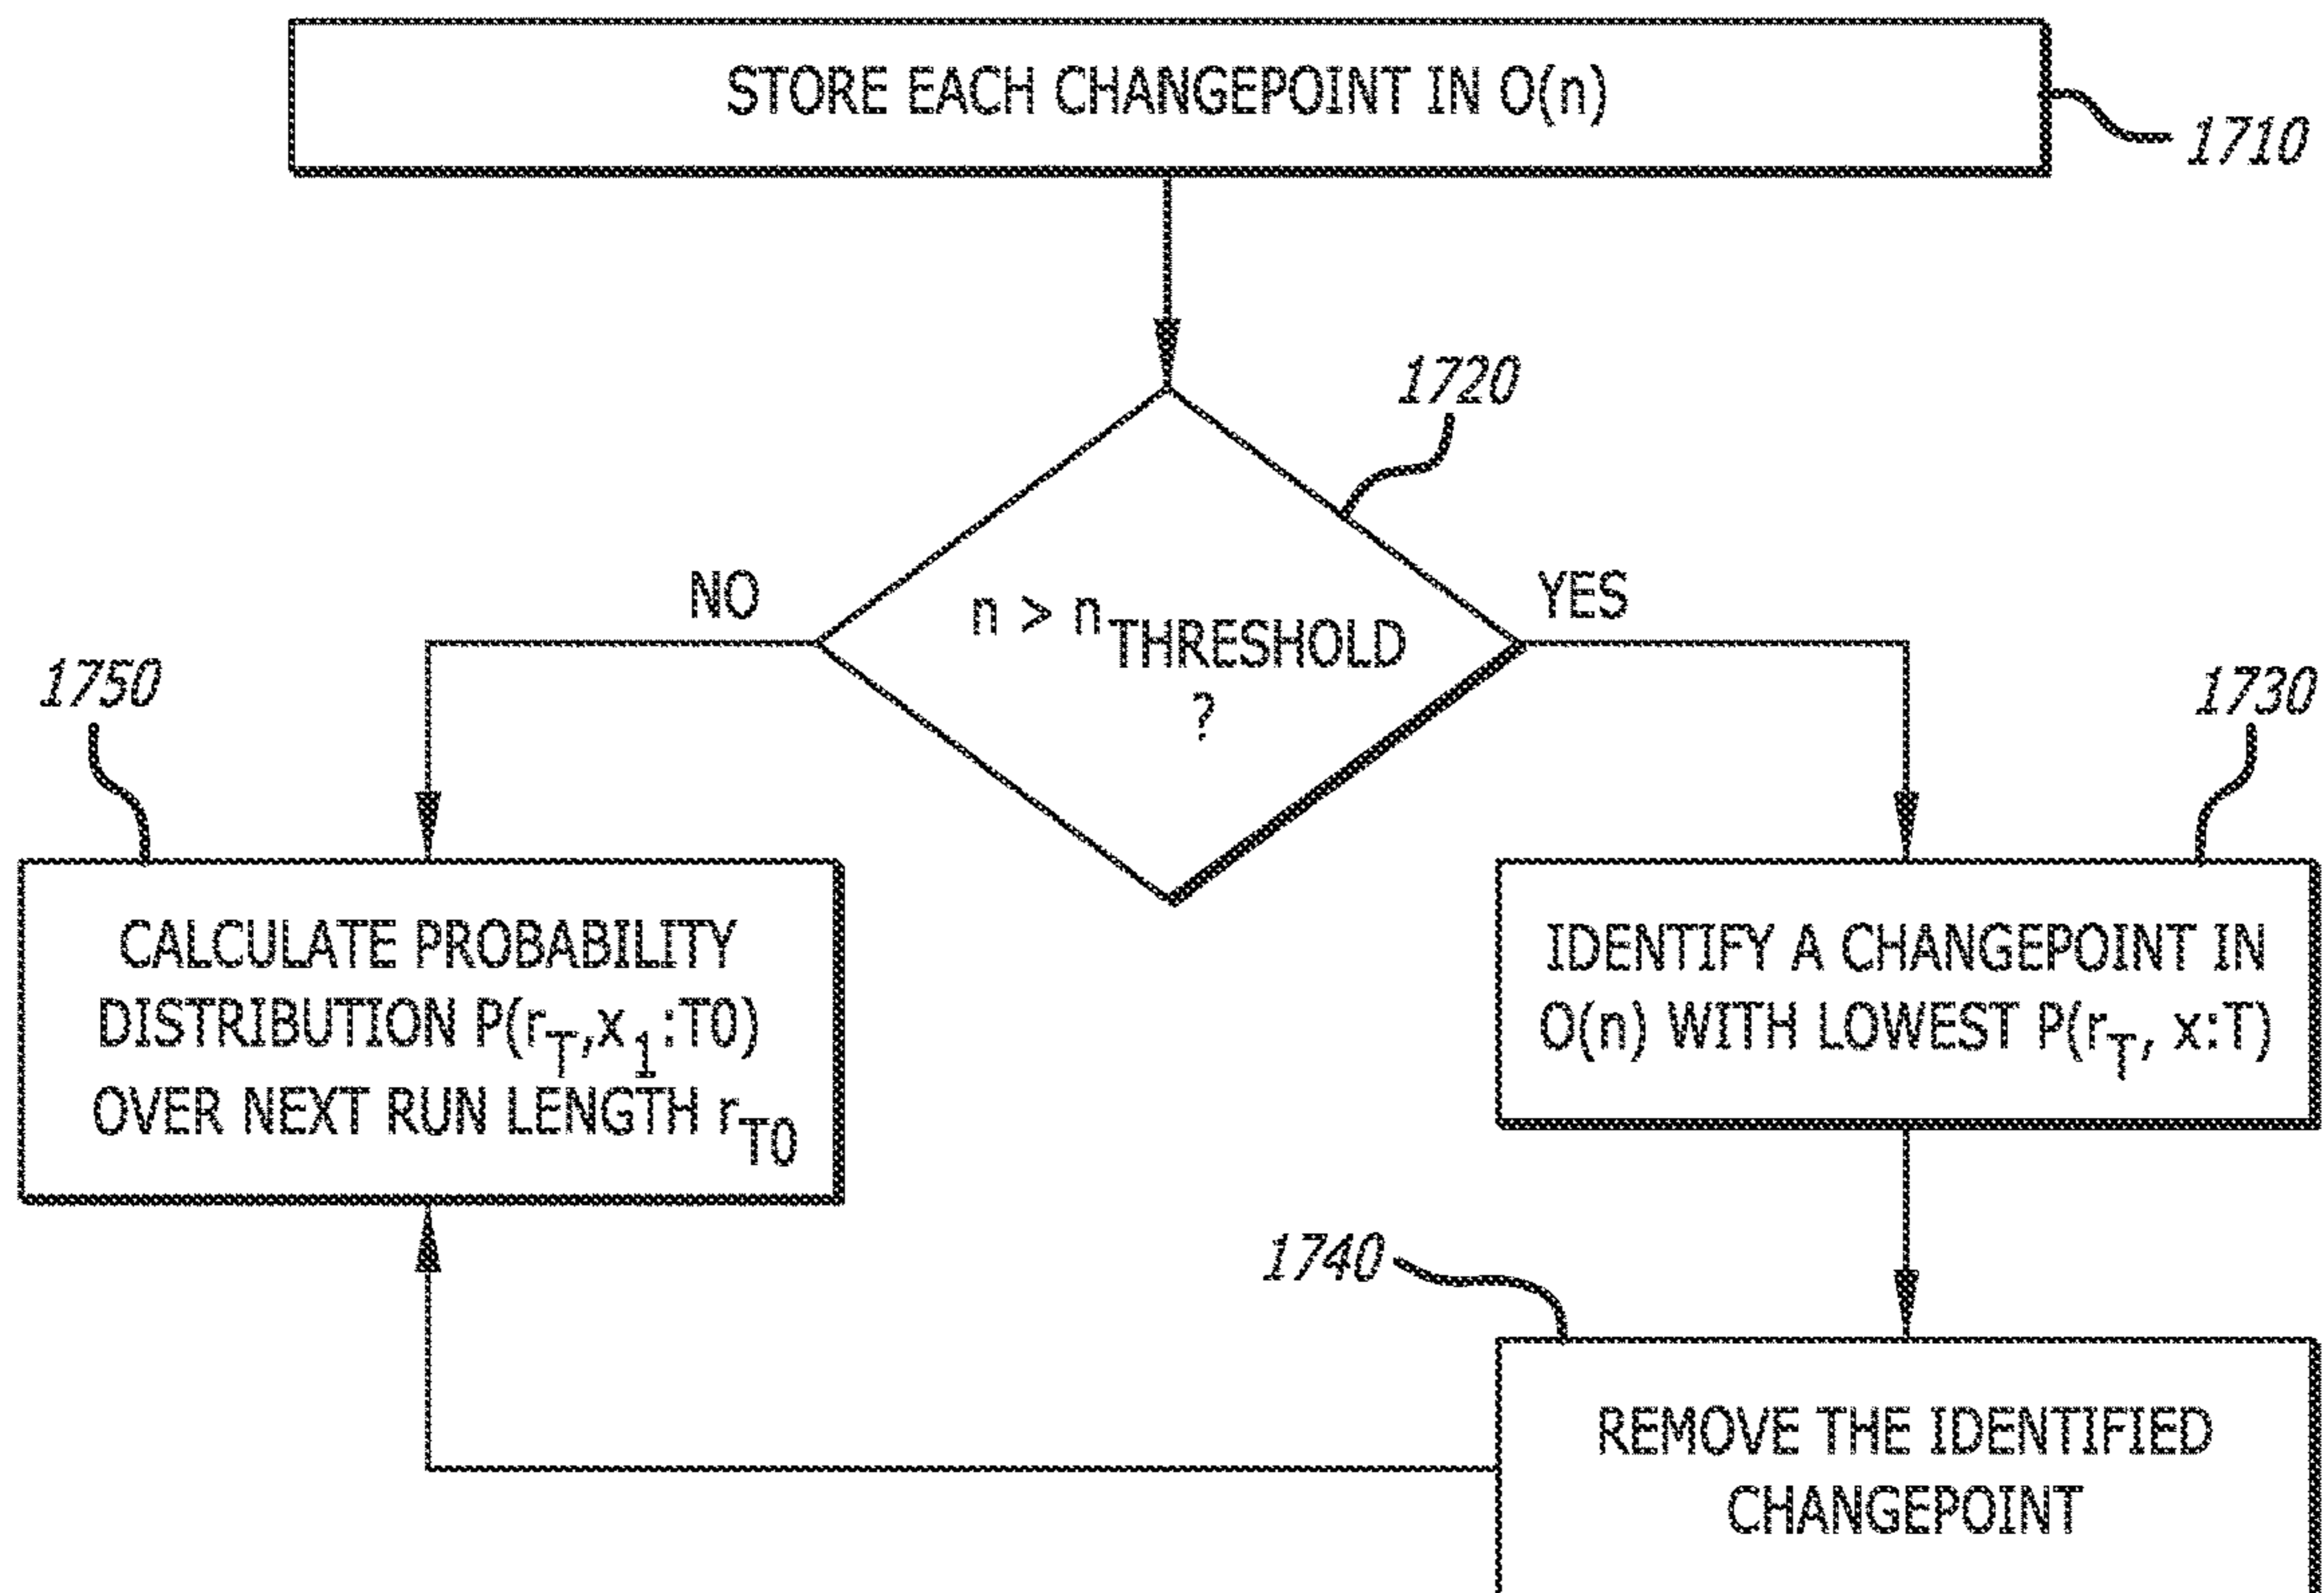 STORE EACH CHANGEPOINT IN O(n)
1710
1720
NO
YES
n > nTHRESHOLD
?
1750
1730
CALCULATE PROBABILITY
DISTRIBUTION P(rT,x1:T0)
OVER NEXT RUN LENGTH rT0
IDENTIFY A CHANGEPOINT IN
O(n) WITH LOWEST P(rT, x:T)
1740
REMOVE THE IDENTIFIED
CHANGEPOINT